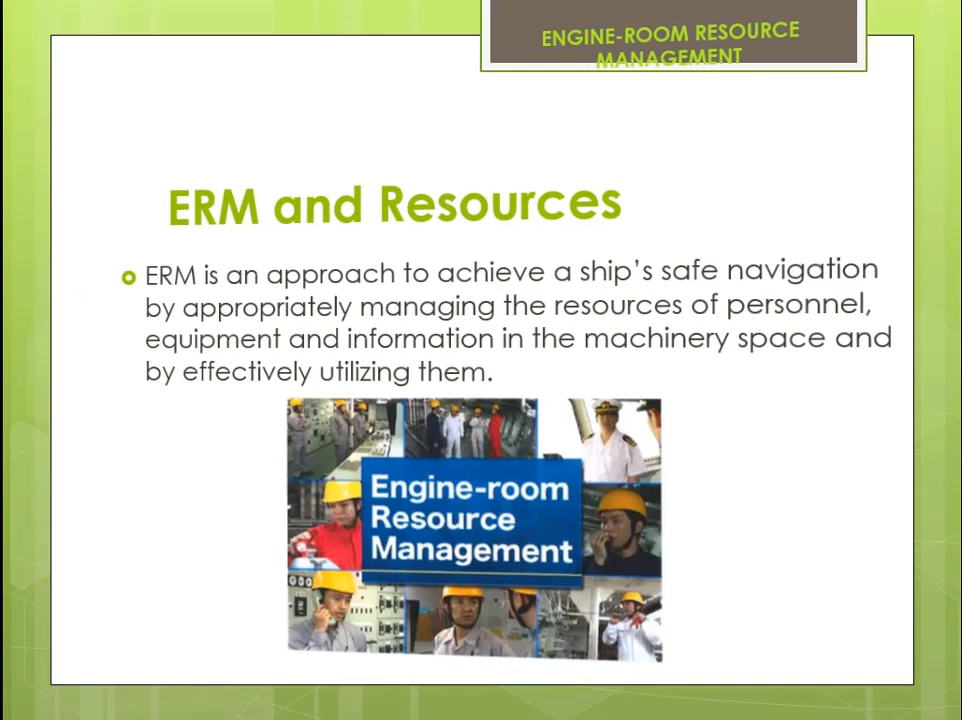 ENGINE-ROOM RESOURCE
MANAGEMENT
ERM and Resources
ERM is an approach to achieve a ship’s safe navigation
by appropriately managing the resources of personnel,
equipment and information in the machinery space and
by effectively utilizing them.
Engine-room
Resource
Management